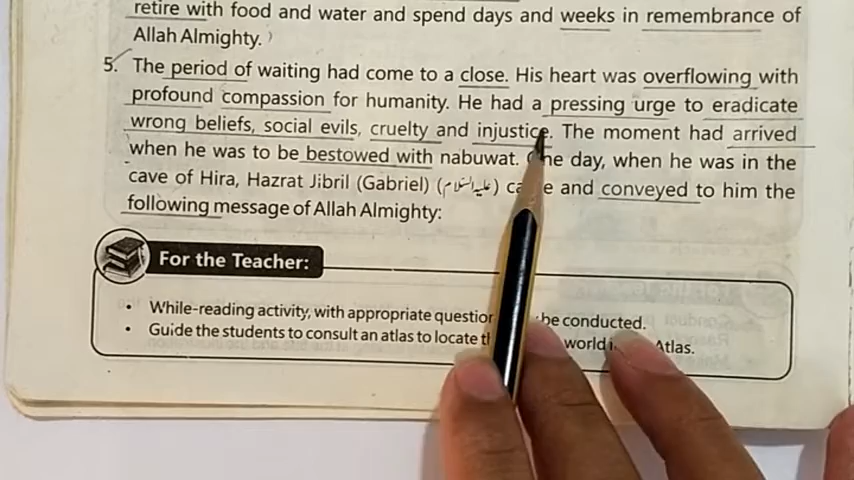 retire with food and water and spend days and weeks in remembrance of
Allah Almighty.
5. The period of waiting had come to a close. His heart was overflowing with
profound compassion for humanity. He had a pressing urge to eradicate
wrong beliefs, social evils, cruelty and injustice. The moment had arrived
when he was to be bestowed with nabuwat. he day, when he was in the
cave of Hira, Hazrat Jibril (Gabriel) (علیہ السلام) ca e and conveyed to him the
following message of Allah Almighty:
For the Teacher:
• While-reading activity, with appropriate question be conducted.
• Guide the students to consult an atlas to locate th world Atlas.